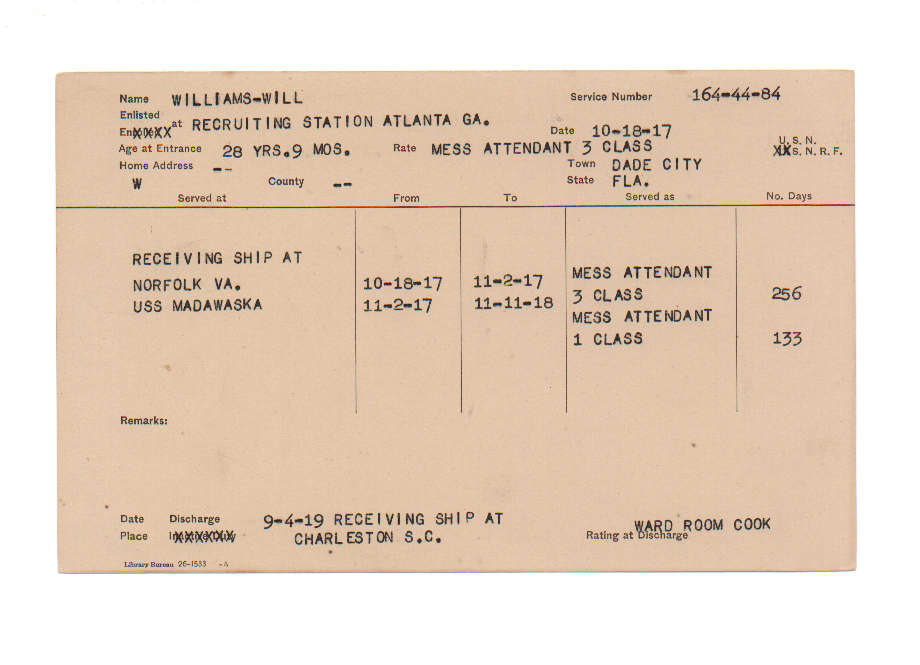 Name WILLIAMS-WILL Service Number 164-44-84
Enlisted
at RECRUITING STATION ATLANTA GA. Date 10-18-17
Age at Entrance 28 YRS.9 MOS. Rate MESS ATTENDANT 3 CLASS U. S. N.
XXS. N. R. F.
Home Address -- Town DADE CITY
W County -- State FLA.
Served at From To Served as No. Days
RECEIVING SHIP AT
NORFOLK VA. 10-18-17 11-2-17 MESS ATTENDANT
USS MADAWASKA 11-2-17 11-11-18 3 CLASS 256
MESS ATTENDANT
1 CLASS 133
Remarks:
Date Discharge 9-4-19 RECEIVING SHIP AT WARD ROOM COOK
Place CHARLESTON S.C. Rating at Discharge
Library Bureau 26-1533 -A